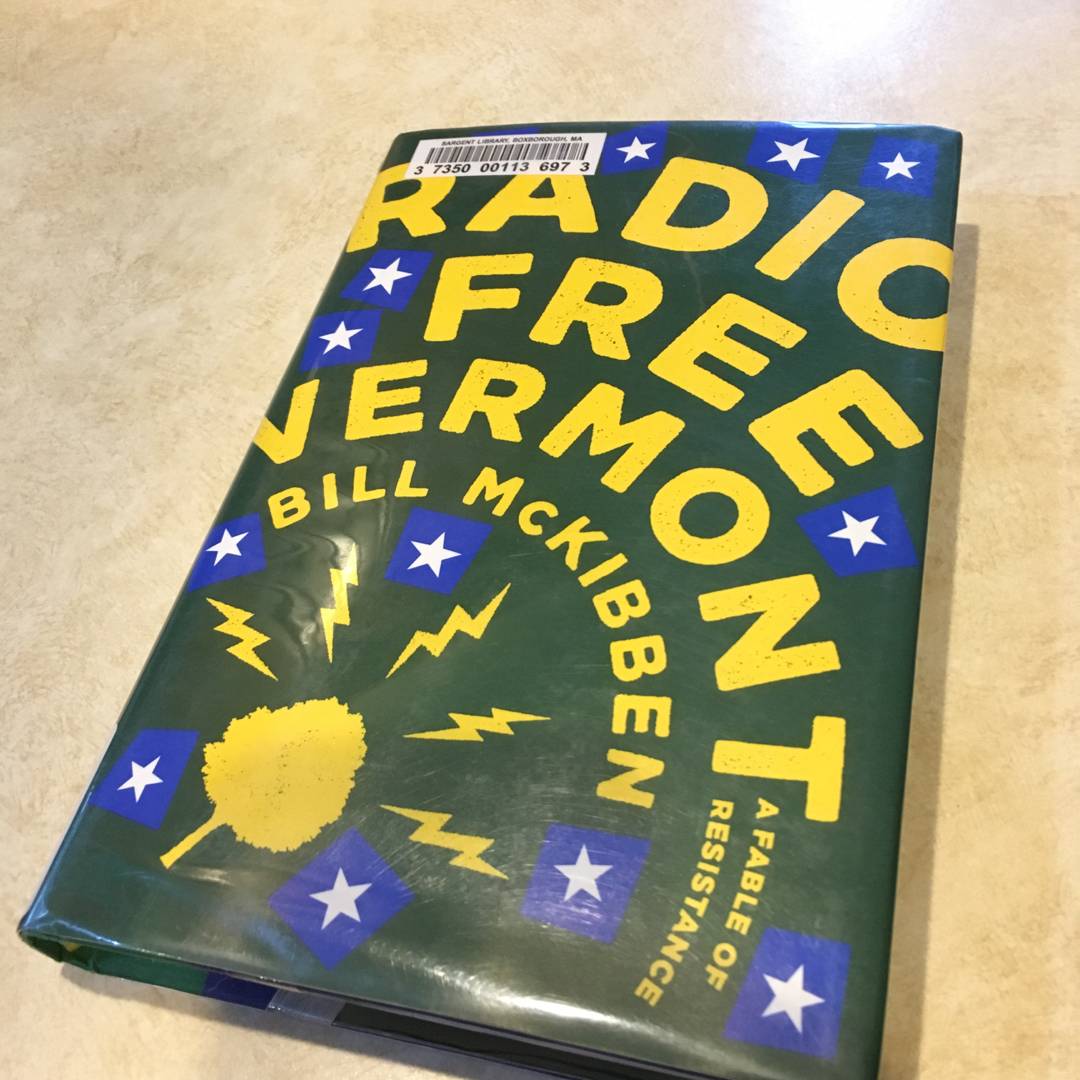 SARGENT LIBRARY, BOXBOROUGH, MA
3 7350 00113 697 3
RADIO
FREE
VERMONT
BILL McKIBBEN
A FABLE OF
RESISTANCE